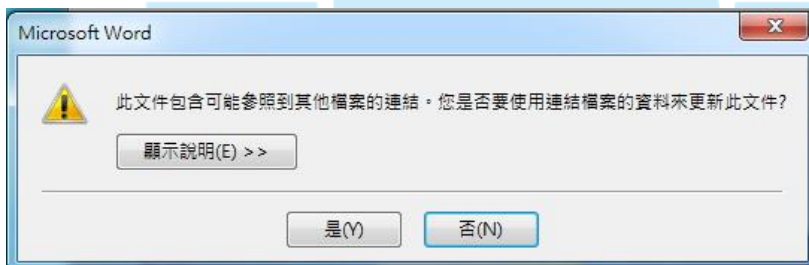 Microsoft Word
此文件包含可能參照到其他檔案的連結。您是否要使用連結檔案的資料來更新此文件?
顯示說明(E) >>
是(Y)
否(N)